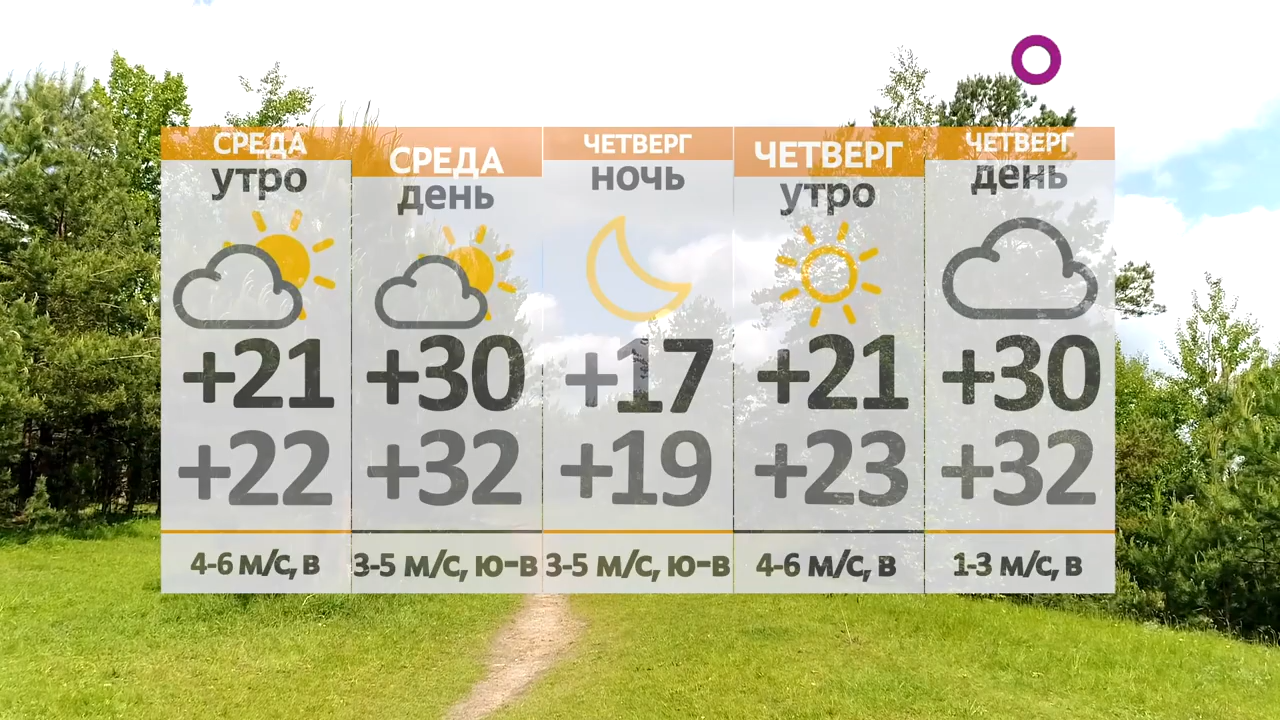 СРЕДА
утро
+21
+22
4-6 м/с, в
СРЕДА
день
+30
+32
3-5 м/с, ю-в
ЧЕТВЕРГ
ночь
+17
+19
3-5 м/с, ю-в
ЧЕТВЕРГ
утро
+21
+23
4-6 м/с, в
ЧЕТВЕРГ
день
+30
+32
1-3 м/с, в